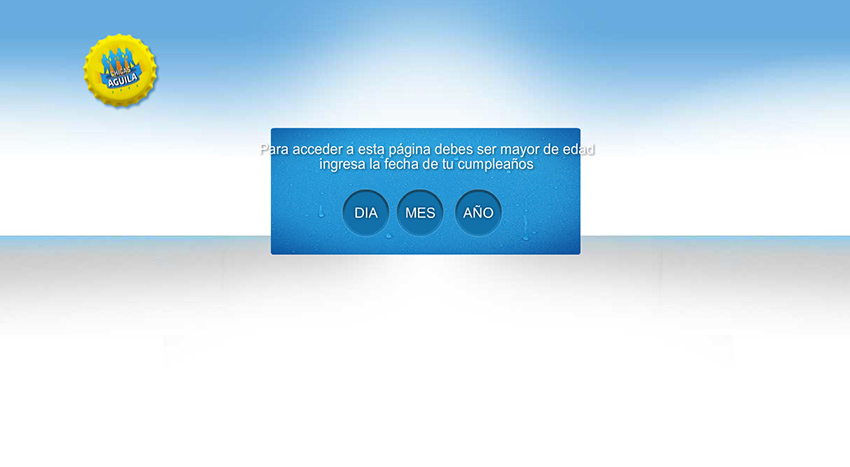 CHICAS
AGUILA
Para acceder a esta página debes ser mayor de edad
ingresa la fecha de tu cumpleaños
DIA MES AÑO